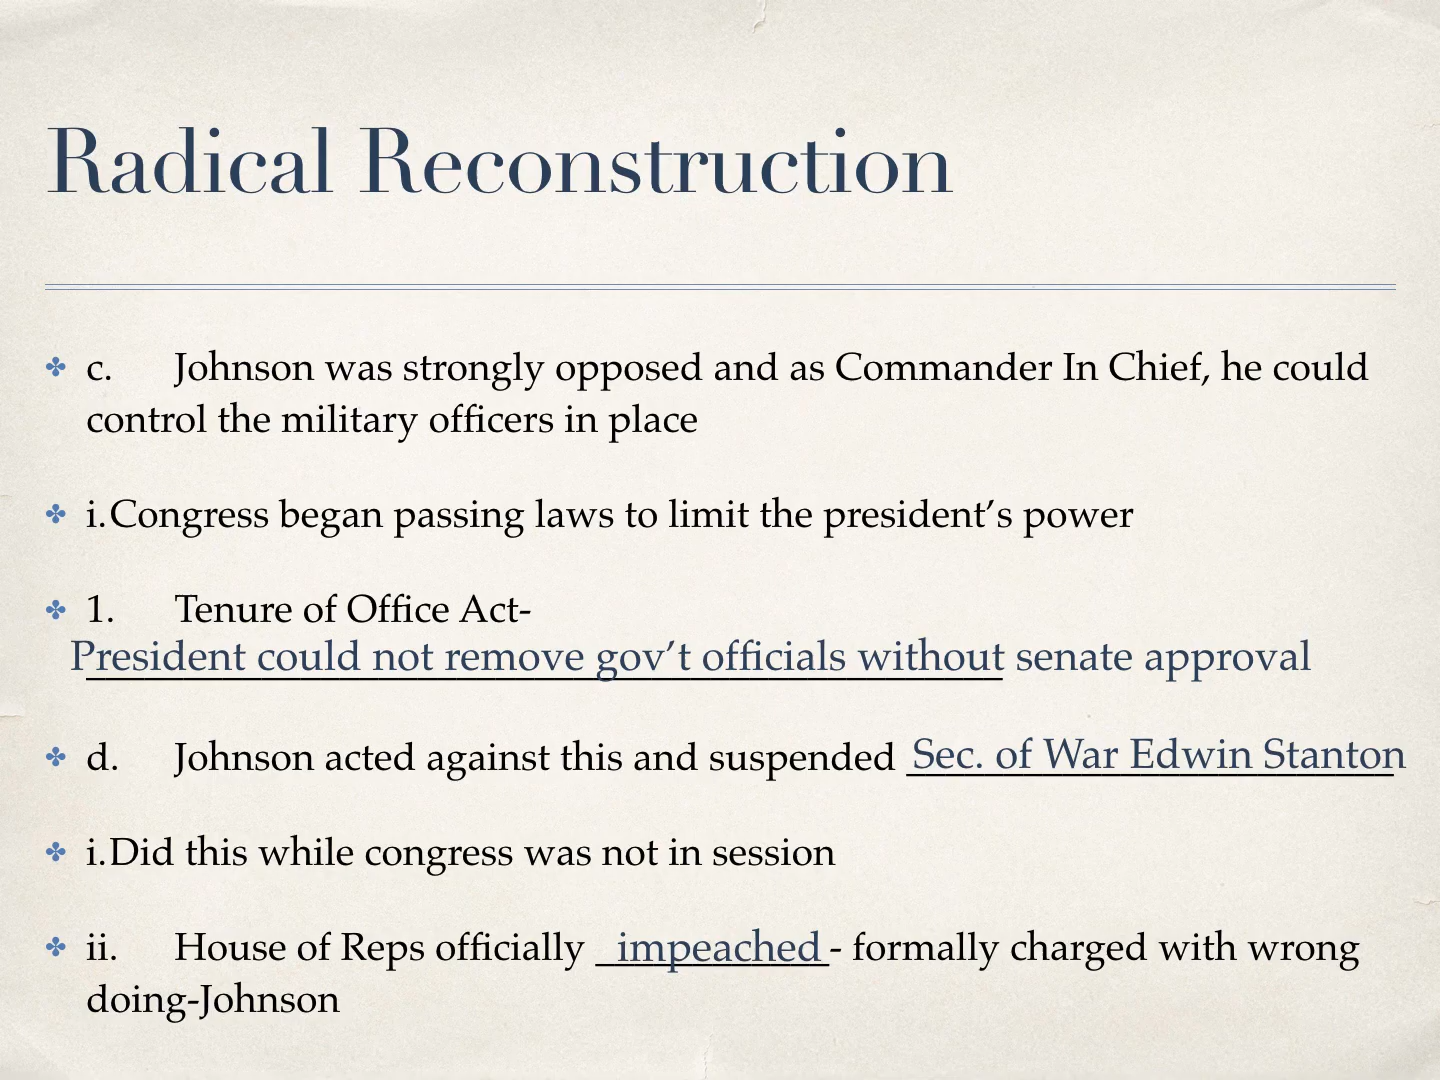 Radical Reconstruction
✤ c. Johnson was strongly opposed and as Commander In Chief, he could
control the military officers in place
✤ i.Congress began passing laws to limit the president’s power
✤ 1. Tenure of Office Act-
President could not remove gov’t officials without senate approval
✤ d. Johnson acted against this and suspended Sec. of War Edwin Stanton
✤ i.Did this while congress was not in session
✤ ii. House of Reps officially impeached- formally charged with wrong
doing-Johnson